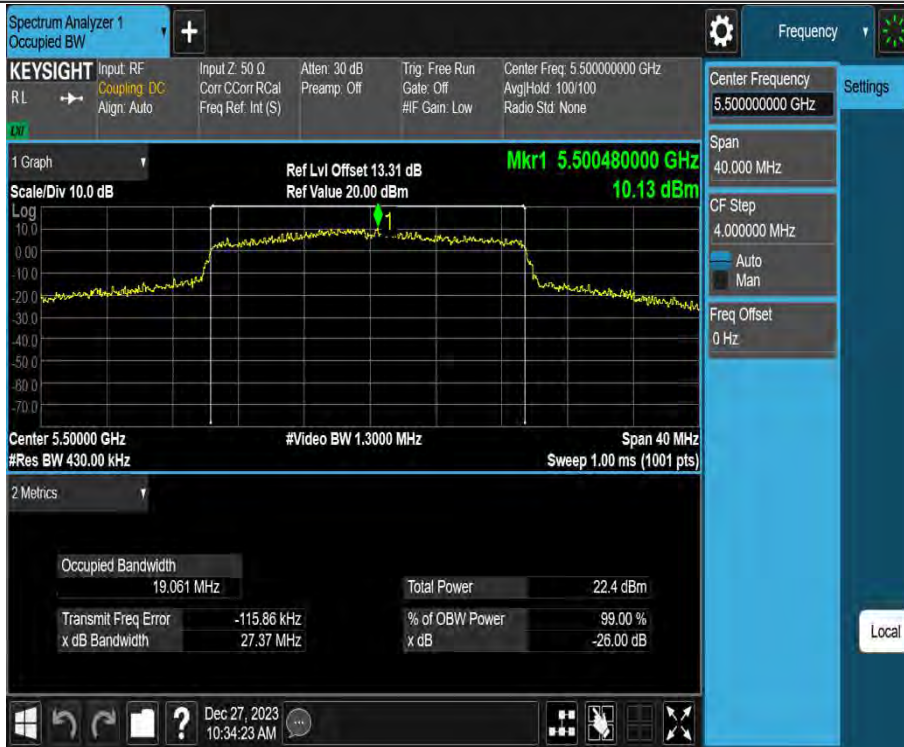 Spectrum Analyzer 1
Occupied BW
+
Frequency
KEYSIGHT
RL
LXI
Input: RF
Coupling: DC
Align: Auto
Input Z: 50 Ω
Corr CCorr RCal
Freq Ref: Int (S)
Atten: 30 dB
Preamp: Off
Trig: Free Run
Gate: Off
#IF Gain: Low
Center Freq: 5.500000000 GHz
Avg|Hold: 100/100
Radio Std: None
Center Frequency
5.500000000 GHz
Settings
Span
40.000 MHz
CF Step
4.000000 MHz
Auto
Man
Freq Offset
0 Hz
Local
1 Graph
Scale/Div 10.0 dB
Ref Lvl Offset 13.31 dB
Ref Value 20.00 dBm
Mkr1 5.500480000 GHz
10.13 dBm
Log
10.0
0.00
-10.0
-20.0
-30.0
-40.0
-50.0
-60.0
-70.0
1
Center 5.50000 GHz
#Video BW 1.3000 MHz
Span 40 MHz
#Res BW 430.00 kHz
Sweep 1.00 ms (1001 pts)
2 Metrics
Occupied Bandwidth
19.061 MHz
Total Power 22.4 dBm
Transmit Freq Error -115.86 kHz
% of OBW Power 99.00 %
x dB Bandwidth 27.37 MHz
x dB -26.00 dB
?
Dec 27, 2023
10:34:23 AM